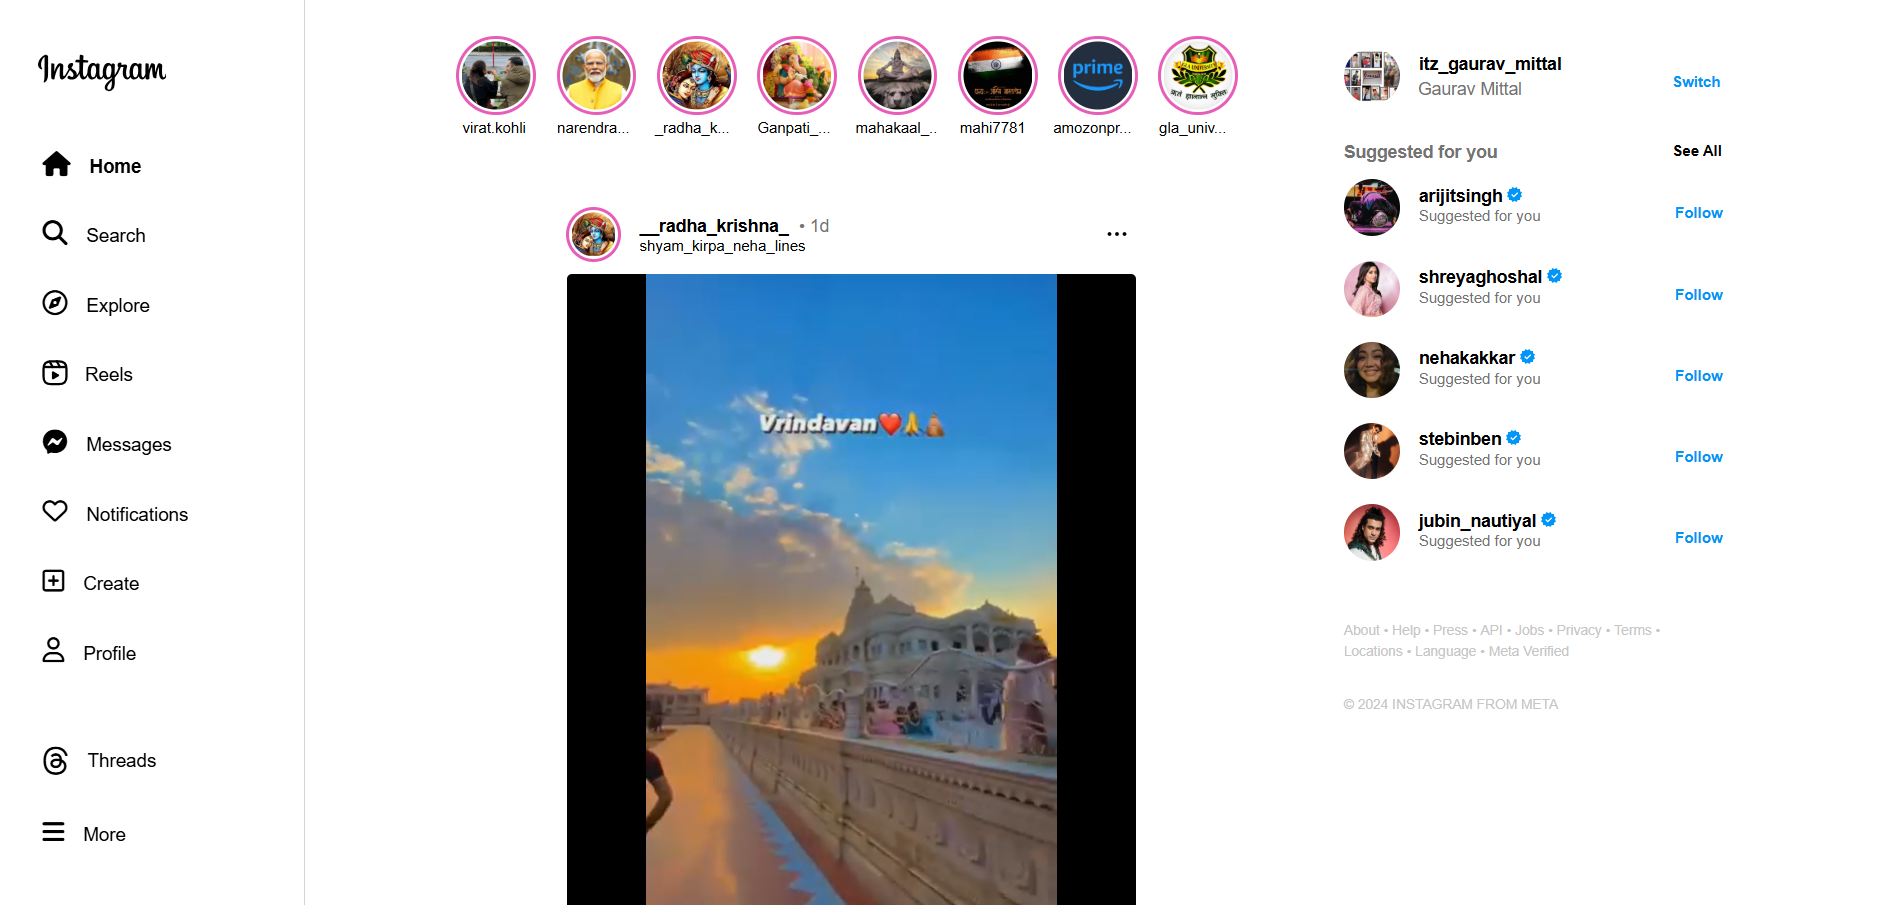 Instagram
Home
Search
Explore
Reels
Messages
Notifications
Create
Profile
Threads
More
virat.kohli
narendra...
_radha_k...
Ganpati_...
mahakaal_..
mahi7781
amozonpr...
gla_univ...
prime
__radha_krishna_ • 1d
shyam_kirpa_neha_lines
Vrindavan❤️🙏🛕
itz_gaurav_mittal
Gaurav Mittal
Switch
Suggested for you
See All
arijitsingh
Suggested for you
Follow
shreyaghoshal
Suggested for you
Follow
nehakakkar
Suggested for you
Follow
stebinben
Suggested for you
Follow
jubin_nautiyal
Suggested for you
Follow
About • Help • Press • API • Jobs • Privacy • Terms •
Locations • Language • Meta Verified
© 2024 INSTAGRAM FROM META